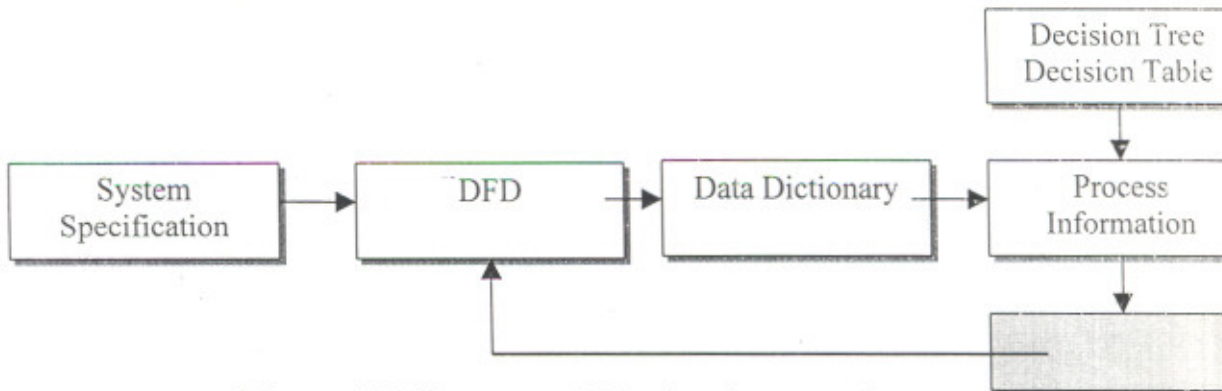 Decision Tree
Decision Table
System
Specification
DFD
Data Dictionary
Process
Information